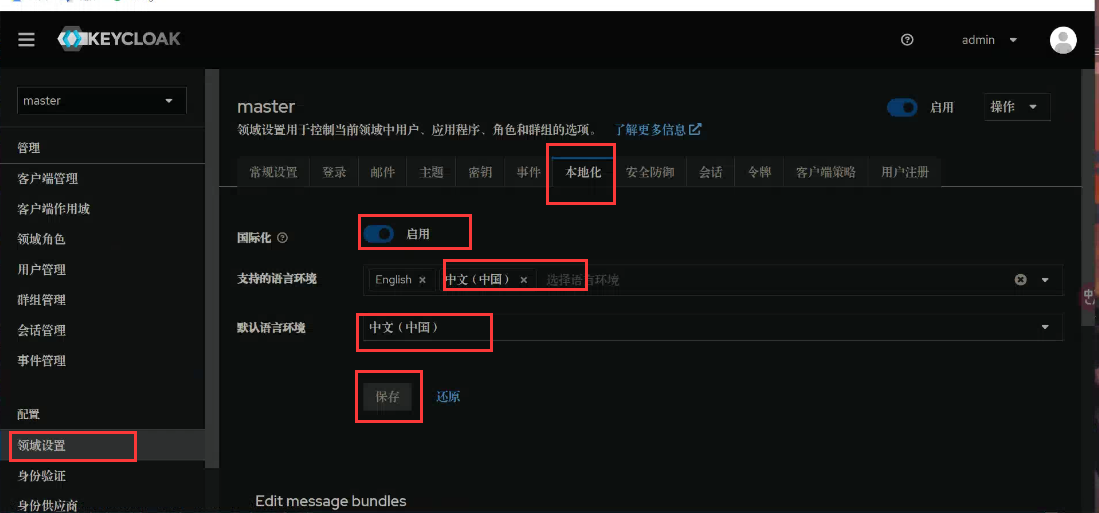 KEYCLOAK
admin
master
管理
客户端管理
客户端作用域
领域角色
用户管理
群组管理
会话管理
事件管理
配置
领域设置
身份验证
身份供应商
master
启用
操作
领域设置用于控制当前领域中用户、应用程序、角色和群组的选项。 了解更多信息
常规设置 登录 邮件 主题 密钥 事件 本地化 安全防御 会话 令牌 客户端策略 用户注册
国际化 启用
支持的语言环境 English 中文（中国） 选择语言环境
默认语言环境 中文（中国）
保存 还原
Edit message bundles